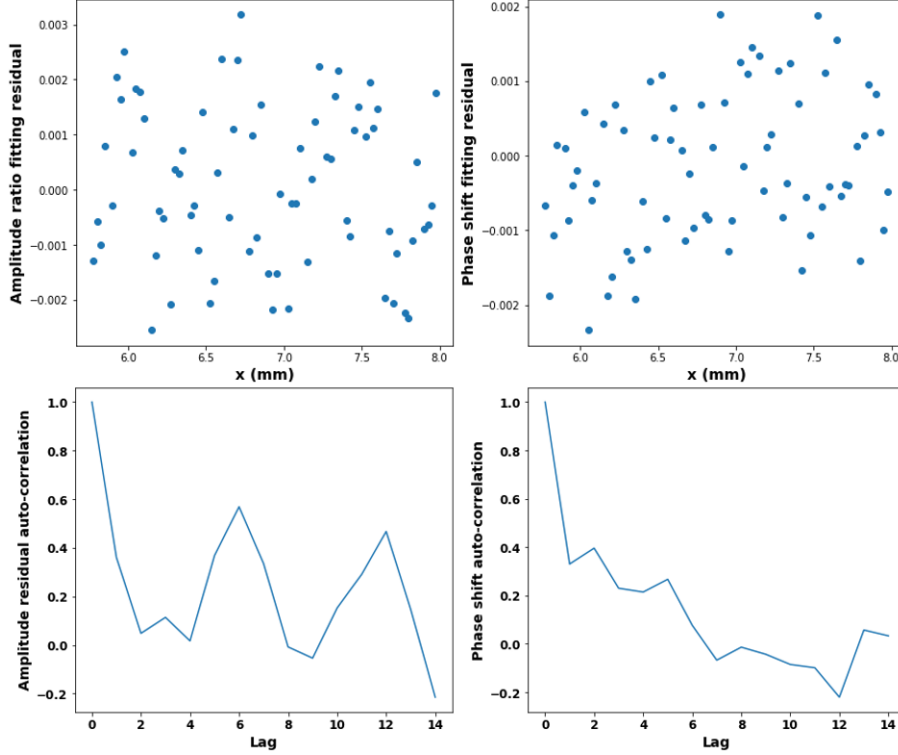 Amplitude ratio fitting residual
0.003
0.002
0.001
0.000
−0.001
−0.002
6.0 6.5 7.0 7.5 8.0
x (mm)
Phase shift fitting residual
0.002
0.001
0.000
−0.001
−0.002
6.0 6.5 7.0 7.5 8.0
x (mm)
Amplitude residual auto-correlation
1.0
0.8
0.6
0.4
0.2
0.0
−0.2
0 2 4 6 8 10 12 14
Lag
Phase shift auto-correlation
1.0
0.8
0.6
0.4
0.2
0.0
−0.2
0 2 4 6 8 10 12 14
Lag